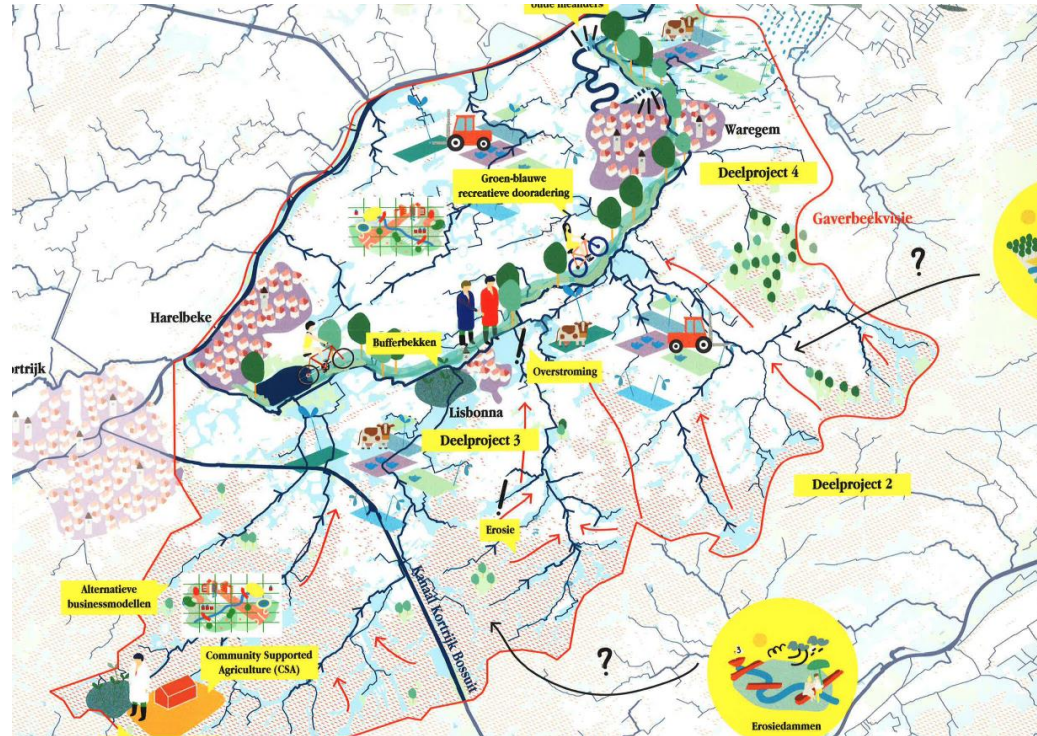 oude meanders
Waregem
Deelproject 4
Groen-blauwe
recreatieve dooradering
Gaverbeekvisie
?
Harelbeke
Bufferbekken
Overstroming
ortrijk
Lisbonna
Deelproject 3
Deelproject 2
Erosie
Kanaal Kortrijk Bossuit
Alternatieve
businessmodellen
Community Supported
Agriculture (CSA)
?
Erosiedammen